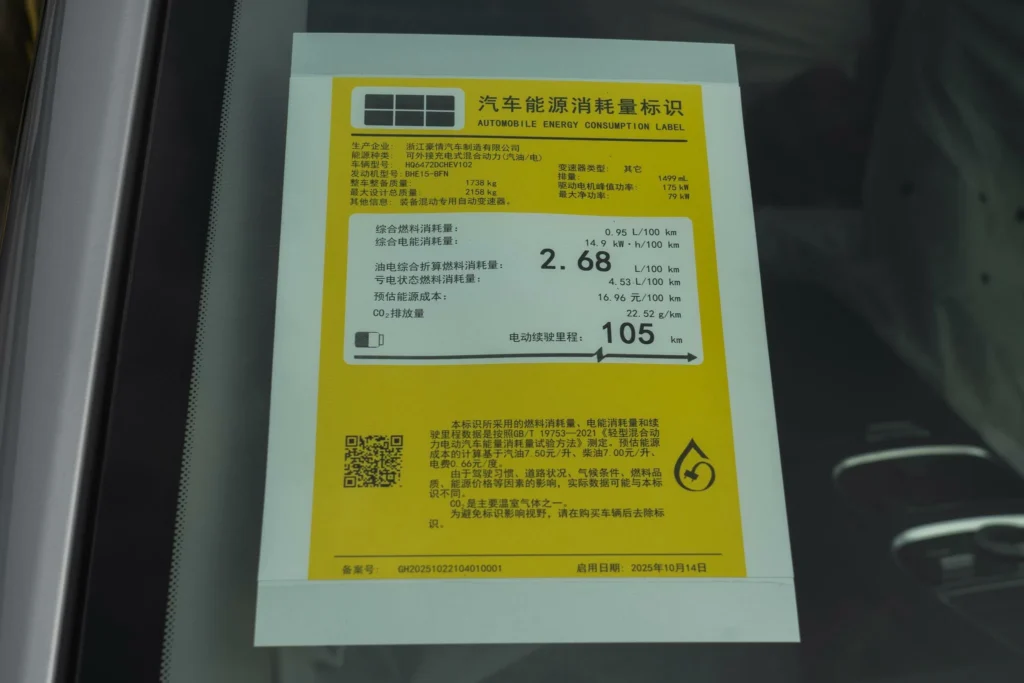 汽车能源消耗量标识
AUTOMOBILE ENERGY CONSUMPTION LABEL
生产企业: 浙江豪情汽车制造有限公司
能源种类: 可外接充电式混合动力(汽油/电)
车辆型号: HQ6472DCHEV102
发动机型号: BHE15-BFN
整车整备质量: 1738 kg
最大设计总质量: 2158 kg
其他信息: 装备混动专用自动变速器。
变速器类型: 其它
排量: 1499 mL
驱动电机峰值功率: 175 kW
最大净功率: 79 kW
综合燃料消耗量: 0.95 L/100 km
综合电能消耗量: 14.9 kW·h/100 km
油电综合折算燃料消耗量: 2.68 L/100 km
亏电状态燃料消耗量: 4.53 L/100 km
预估能源成本: 16.96 元/100 km
CO₂排放量 22.52 g/km
电动续驶里程: 105 km
本标识所采用的燃料消耗量、电能消耗量和续
驶里程数据是按照GB/T 19753—2021《轻型混合动
力电动汽车能量消耗量试验方法》测定。预估能源
成本的计算基于汽油7.50元/升、柴油7.00元/升、
电费0.66元/度。
由于驾驶习惯、道路状况、气候条件、燃料品
质、能源价格等因素的影响，实际数据可能与本标
识不同。
CO₂是主要温室气体之一。
为避免标识影响视野，请在购买车辆后去除标
识。
备案号: GH20251022104010001
启用日期: 2025年10月14日